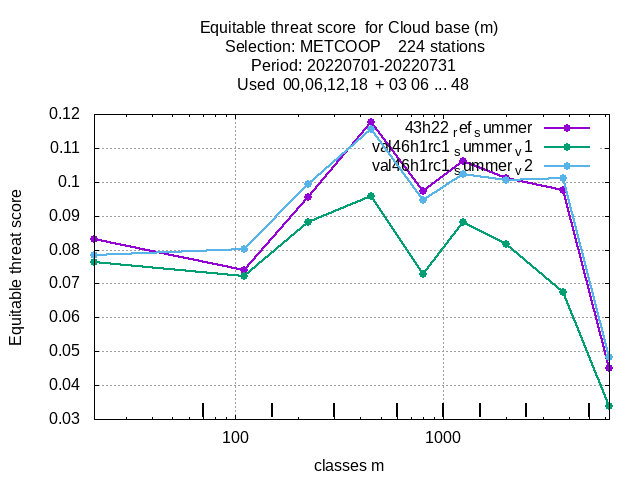 Equitable threat score  for Cloud base (m)
Selection: METCOOP    224 stations
Period: 20220701-20220731
Used  00,06,12,18  + 03 06 ... 48
43h22_ref_summer
val46h1rc1_summer_v1
val46h1rc1_summer_v2
Equitable threat score
0.12
0.11
0.1
0.09
0.08
0.07
0.06
0.05
0.04
0.03
100
1000
classes m